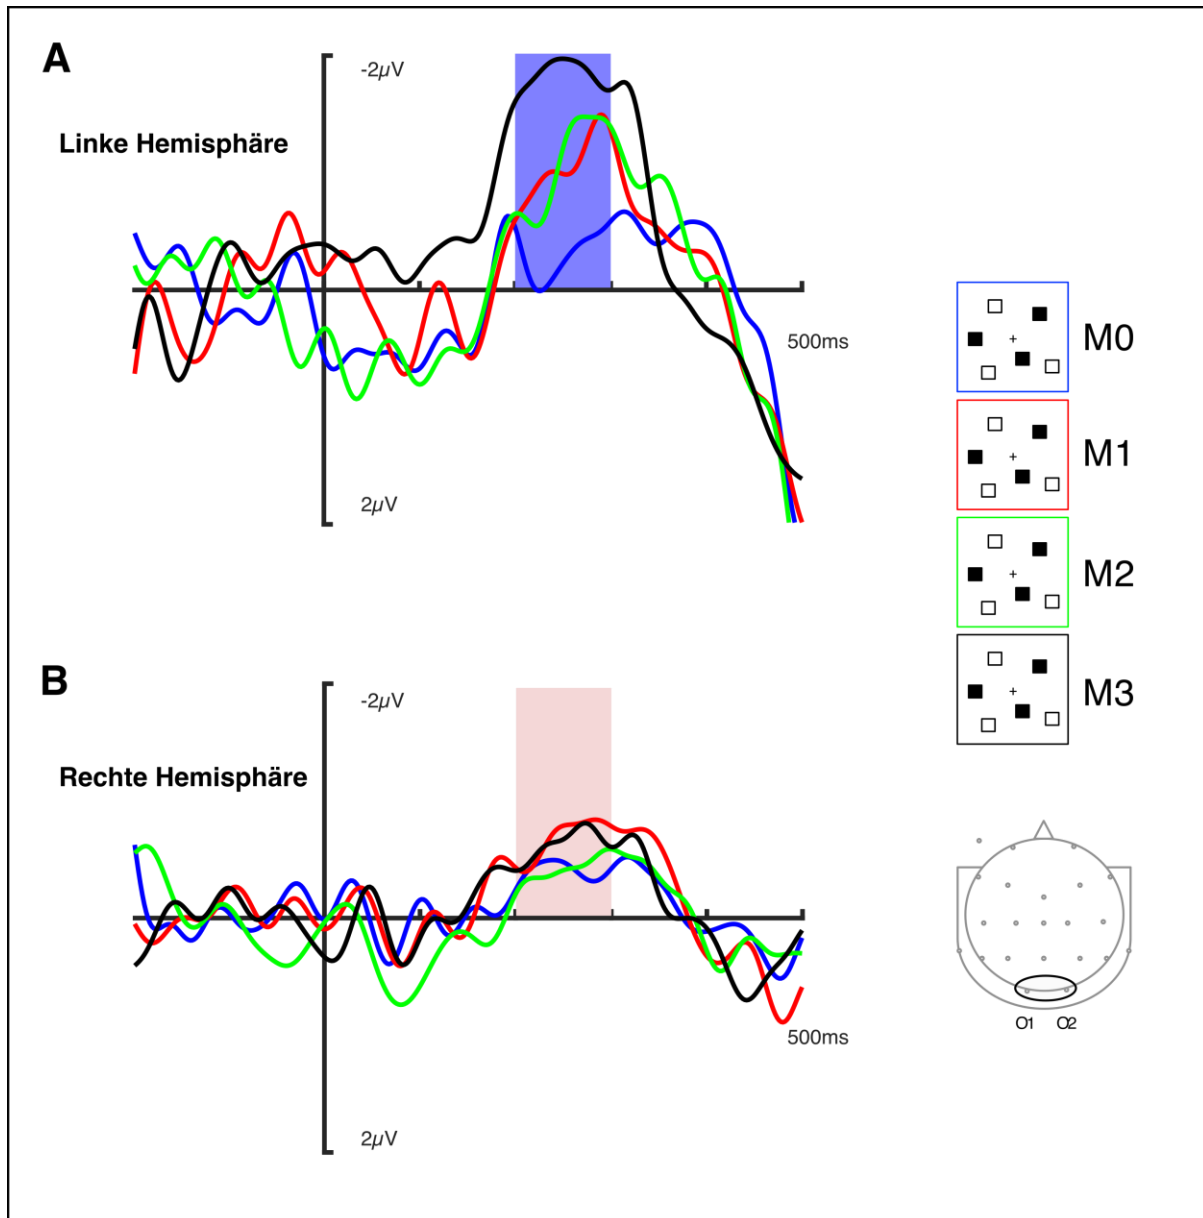 A
-2µV
Linke Hemisphäre
500ms
2µV
M0
M1
M2
M3
B
-2µV
Rechte Hemisphäre
500ms
2µV
O1 O2